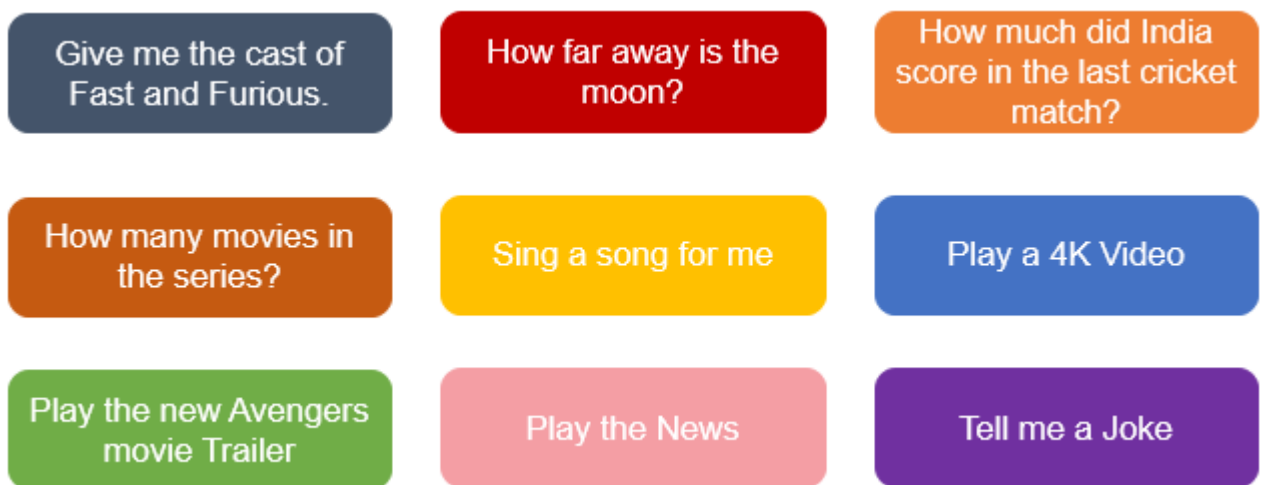 Give me the cast of
Fast and Furious.
How far away is the
moon?
How much did India
score in the last cricket
match?
How many movies in
the series?
Sing a song for me
Play a 4K Video
Play the new Avengers
movie Trailer
Play the News
Tell me a Joke